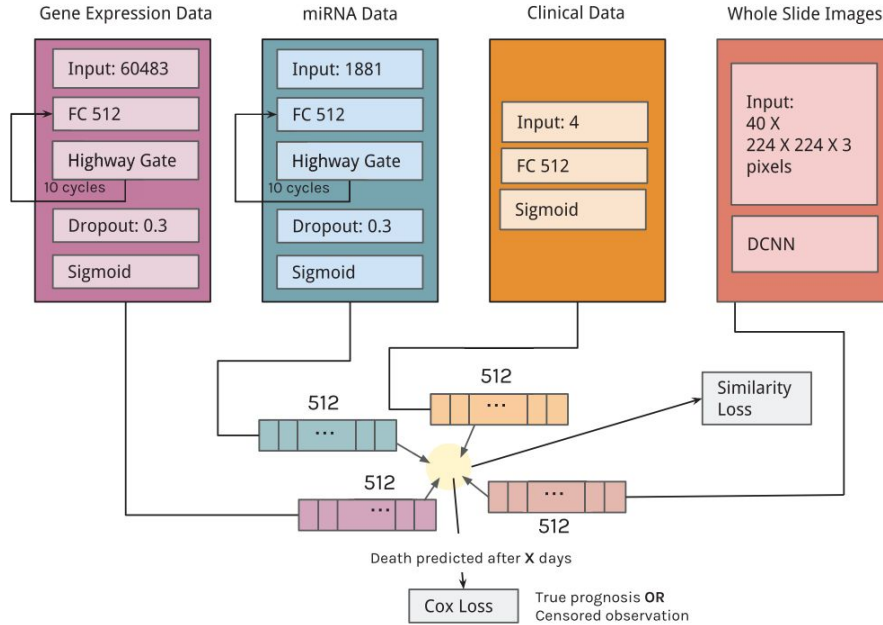 Gene Expression Data
miRNA Data
Clinical Data
Whole Slide Images
Input: 60483
FC 512
Highway Gate
10 cycles
Dropout: 0.3
Sigmoid
Input: 1881
FC 512
Highway Gate
10 cycles
Dropout: 0.3
Sigmoid
Input: 4
FC 512
Sigmoid
Input:
40 X
224 X 224 X 3
pixels
DCNN
512
...
512
...
512
...
...
512
Similarity
Loss
Death predicted after X days
Cox Loss
True prognosis OR
Censored observation